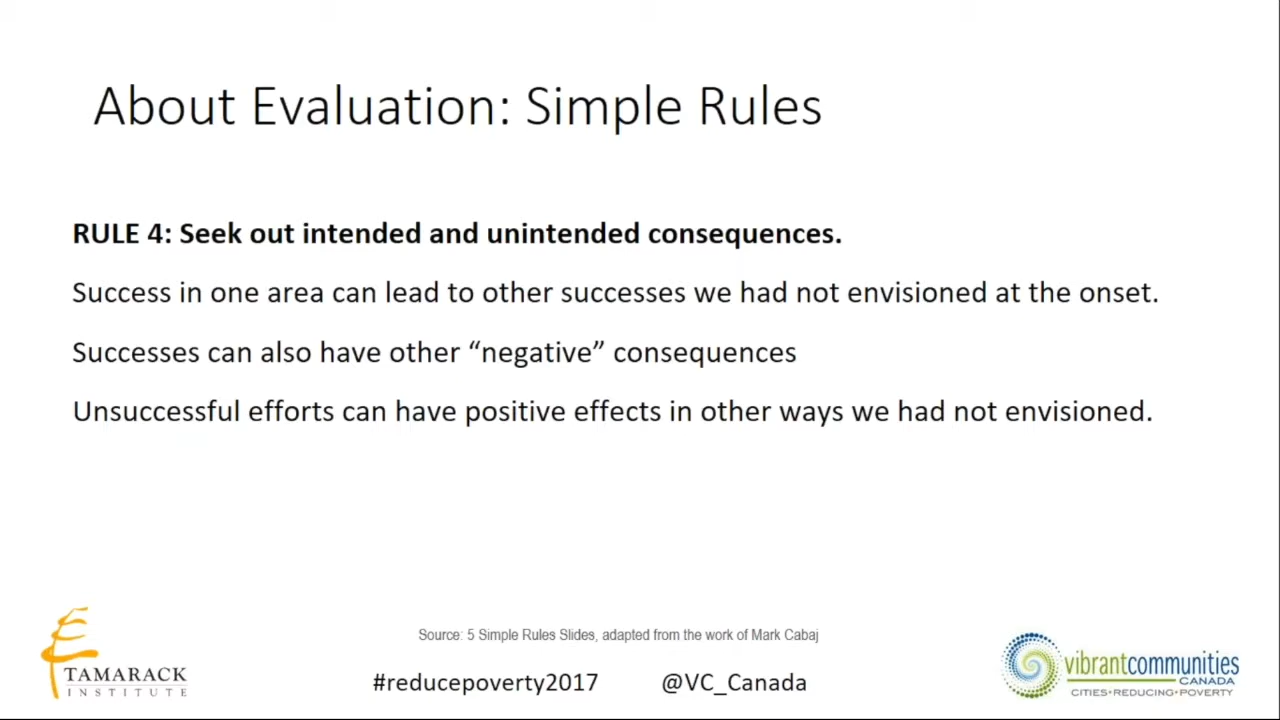 About Evaluation: Simple Rules
RULE 4: Seek out intended and unintended consequences.
Success in one area can lead to other successes we had not envisioned at the onset.
Successes can also have other “negative” consequences
Unsuccessful efforts can have positive effects in other ways we had not envisioned.
Source: 5 Simple Rules Slides, adapted from the work of Mark Cabaj
TAMARACK
INSTITUTE
#reducepoverty2017 @VC_Canada
vibrantcommunities
CANADA
CITIES•REDUCING•POVERTY